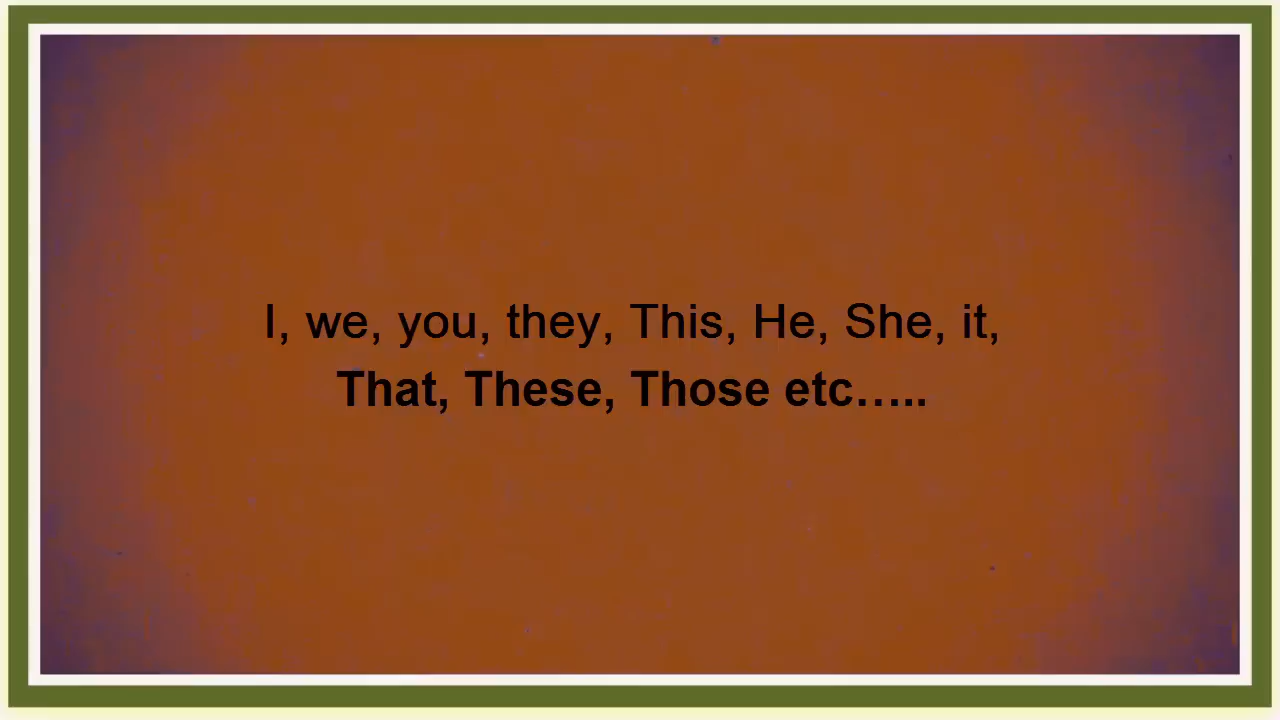 I, we, you, they, This, He, She, it,
That, These, Those etc…..